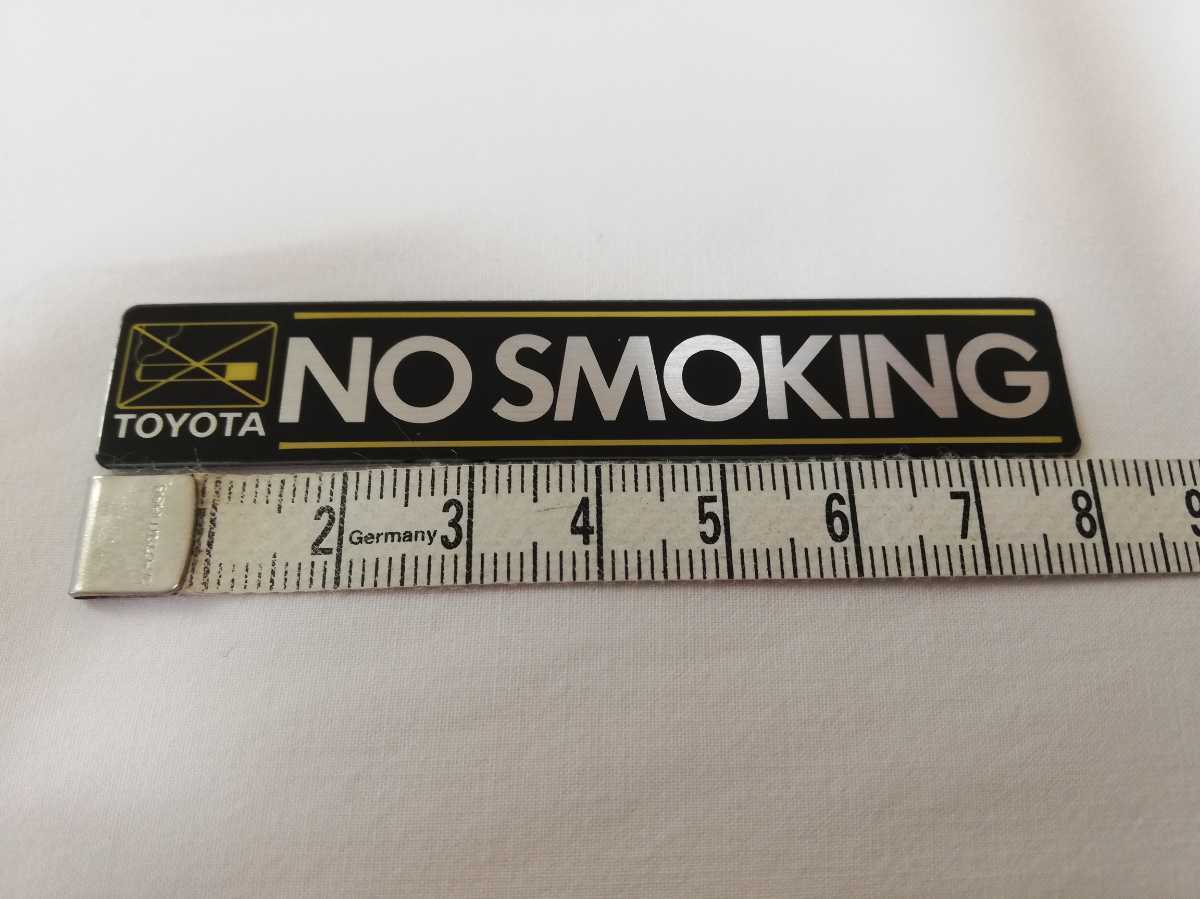 NO SMOKING
TOYOTA
2 Germany 3 4 5 6 7 8 9